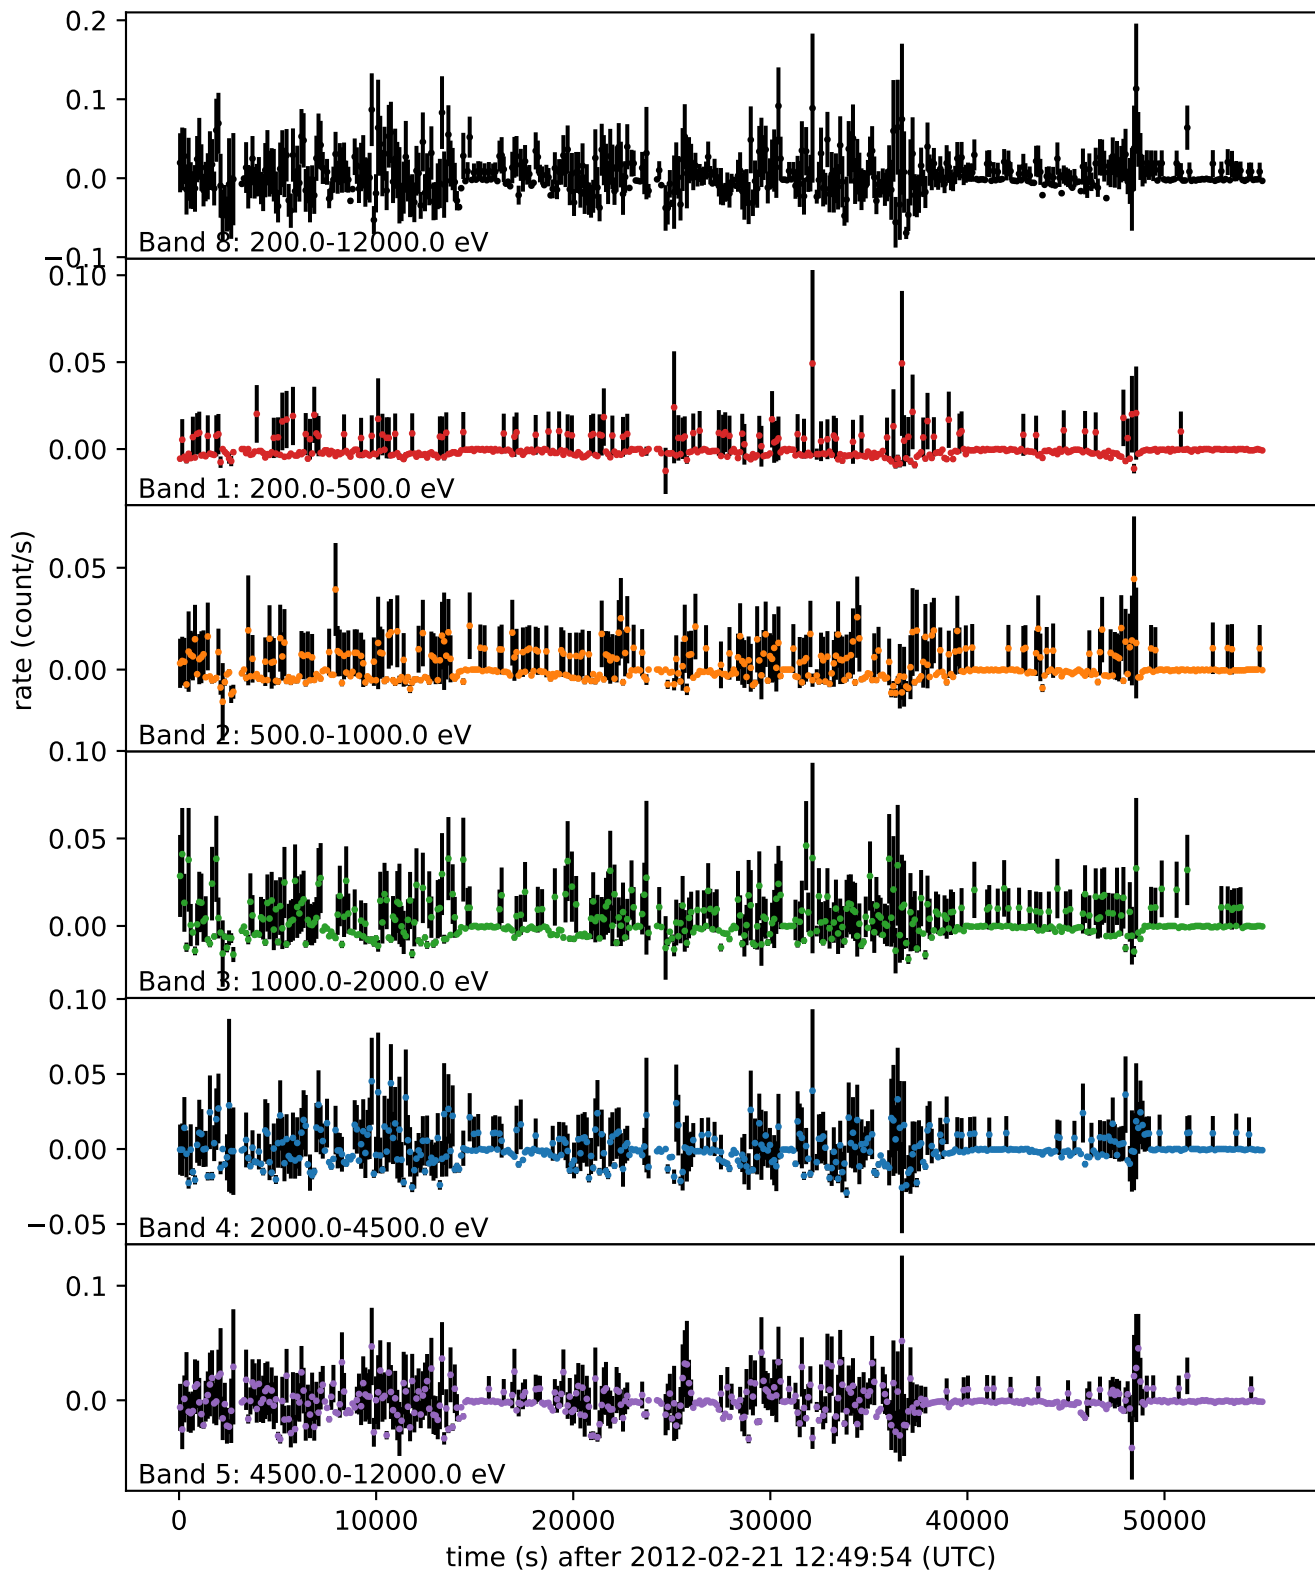 0.2
0.1
0.0
−0.1
Band 8: 200.0-12000.0 eV
0.10
0.05
0.00
Band 1: 200.0-500.0 eV
0.05
0.00
Band 2: 500.0-1000.0 eV
rate (count/s)
0.10
0.05
0.00
Band 3: 1000.0-2000.0 eV
0.10
0.05
0.00
−0.05
Band 4: 2000.0-4500.0 eV
0.1
0.0
Band 5: 4500.0-12000.0 eV
0 10000 20000 30000 40000 50000
time (s) after 2012-02-21 12:49:54 (UTC)